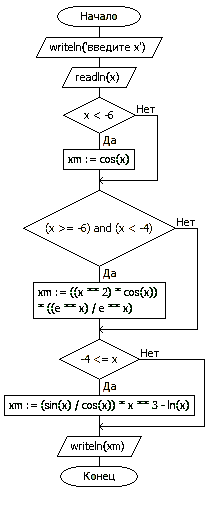 Начало
writeln('введите x')
readln(x)
x < -6
Нет
Да
xm := cos(x)
(x >= -6) and (x < -4)
Нет
Да
xm := ((x ** 2) * cos(x))
* ((e ** x) / e ** x)
-4 <= x
Нет
Да
xm := (sin(x) / cos(x)) * x ** 3 - ln(x)
writeln(xm)
Конец